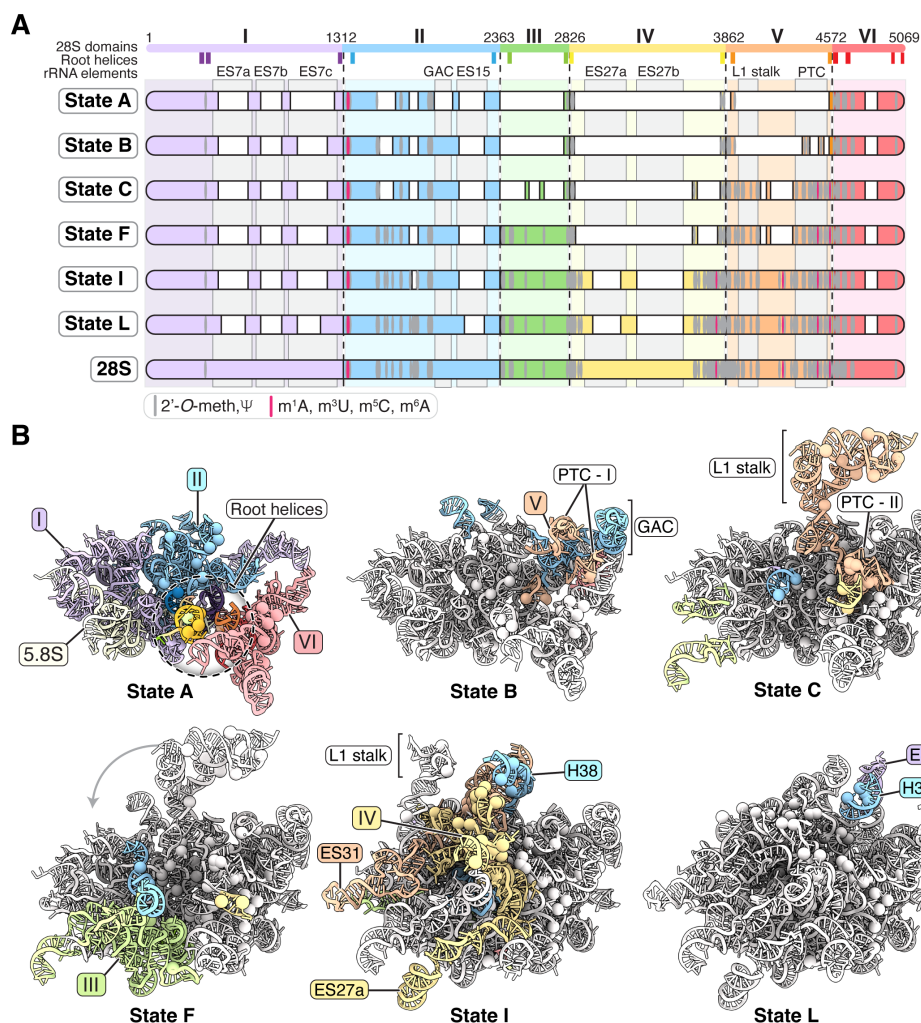 A
I II III IV V VI
1 1312 2363 2826 3862 4572 5069
28S domains
Root helices
rRNA elements
ES7a ES7b ES7c GAC ES15 ES27a ES27b L1 stalk PTC
State A
State B
State C
State F
State I
State L
28S
2'-O-meth,Ψ m¹A, m³U, m⁵C, m⁶A
B
I
II
Root helices
5.8S
VI
State A
V
PTC - I
GAC
State B
L1 stalk
PTC - II
State C
III
State F
L1 stalk
H38
IV
ES31
ES27a
State I
E
H3
State L